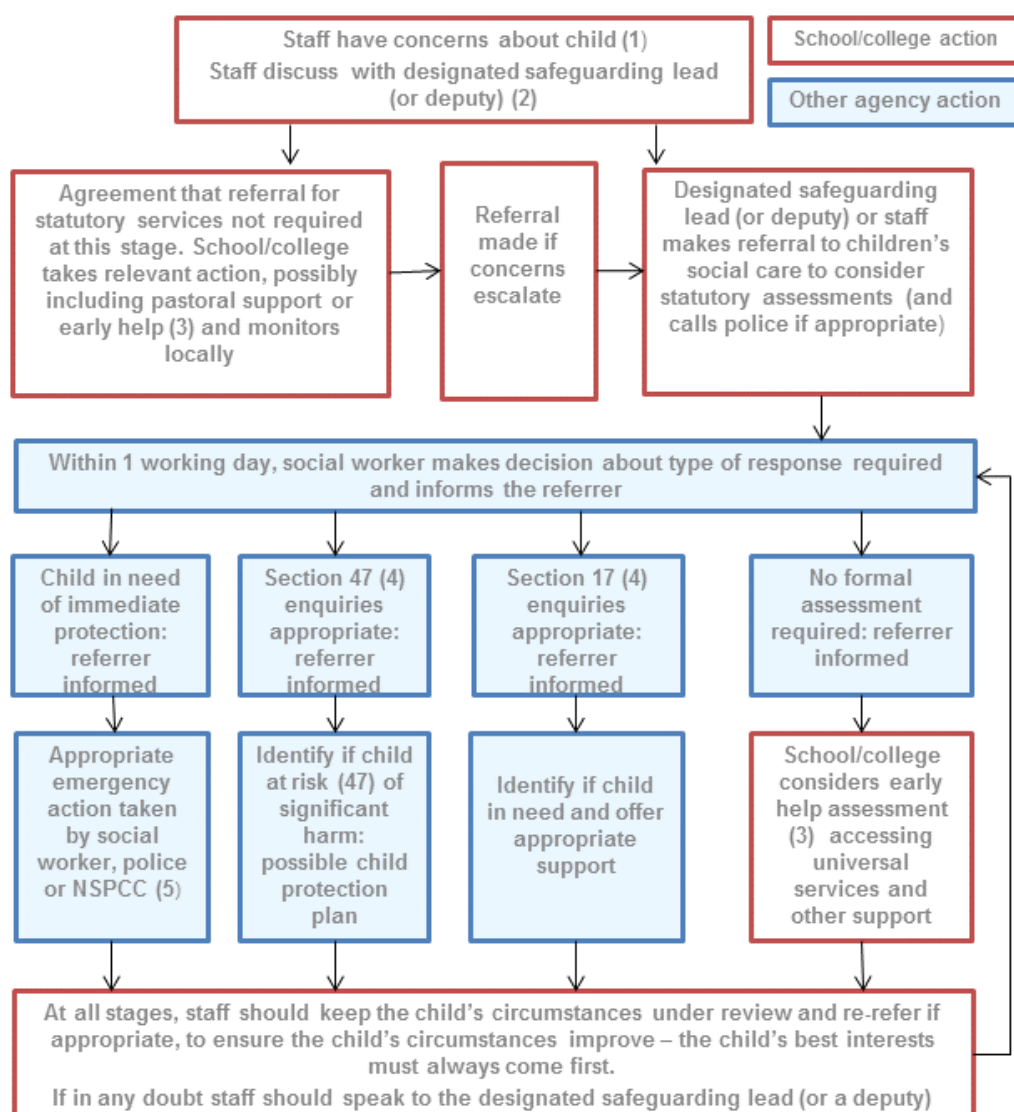 Staff have concerns about child (1)
Staff discuss with designated safeguarding lead
(or deputy) (2)
School/college action
Other agency action
Agreement that referral for
statutory services not required
at this stage. School/college
takes relevant action, possibly
including pastoral support or
early help (3) and monitors
locally
Referral
made if
concerns
escalate
Designated safeguarding
lead (or deputy) or staff
makes referral to children’s
social care to consider
statutory assessments (and
calls police if appropriate)
Within 1 working day, social worker makes decision about type of response required
and informs the referrer
Child in need
of immediate
protection:
referrer
informed
Section 47 (4)
enquiries
appropriate:
referrer
informed
Section 17 (4)
enquiries
appropriate:
referrer
informed
No formal
assessment
required: referrer
informed
Appropriate
emergency
action taken
by social
worker, police
or NSPCC (5)
Identify if child
at risk (47) of
significant
harm:
possible child
protection
plan
Identify if child
in need and offer
appropriate
support
School/college
considers early
help assessment
(3) accessing
universal
services and
other support
At all stages, staff should keep the child’s circumstances under review and re-refer if
appropriate, to ensure the child’s circumstances improve – the child’s best interests
must always come first.
If in any doubt staff should speak to the designated safeguarding lead (or a deputy)